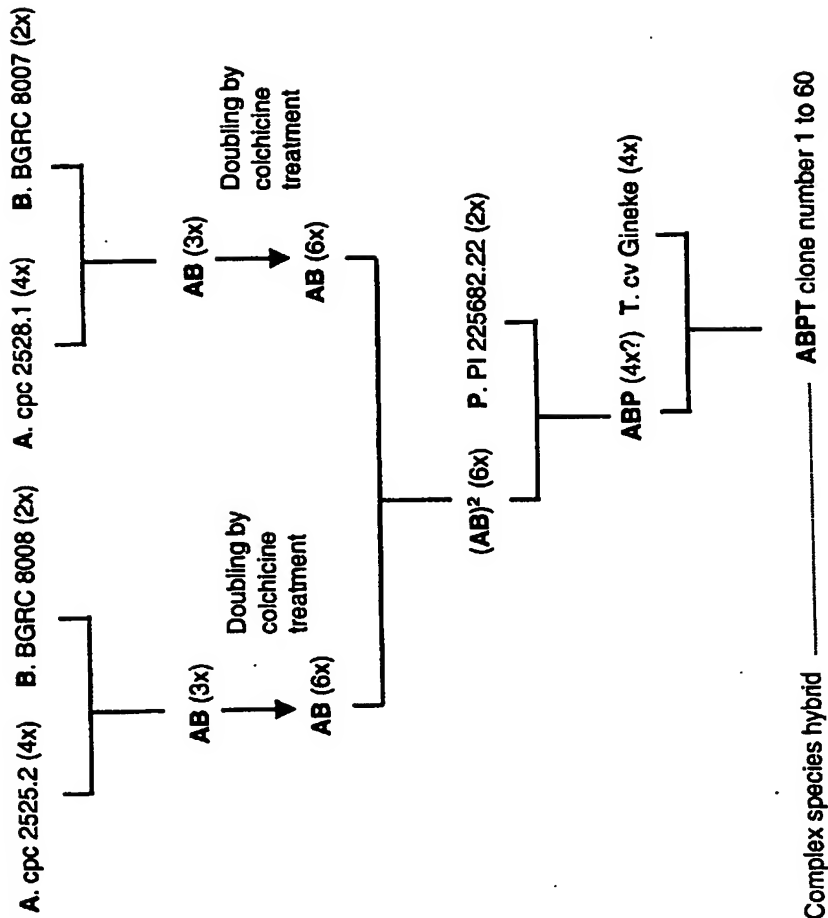 A. cpc 2525.2 (4x)
B. BGRC 8008 (2x)
A. cpc 2528.1 (4x)
B. BGRC 8007 (2x)
AB (3x)
Doubling by
colchicine
treatment
AB (3x)
Doubling by
colchicine
treatment
AB (6x)
AB (6x)
(AB)² (6x)
P. PI 225682.22 (2x)
ABP (4x?)
T. cv Gineke (4x)
Complex species hybrid
ABPT clone number 1 to 60